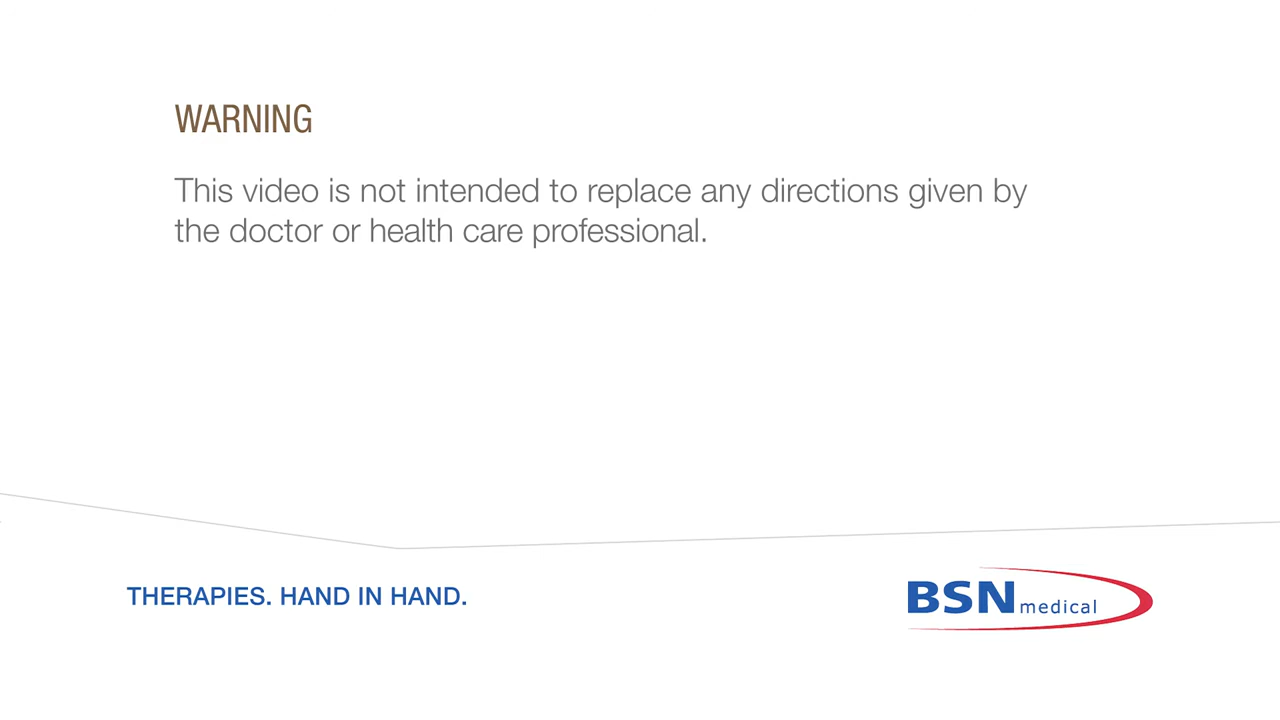 WARNING
This video is not intended to replace any directions given by
the doctor or health care professional.
THERAPIES. HAND IN HAND.
BSN medical